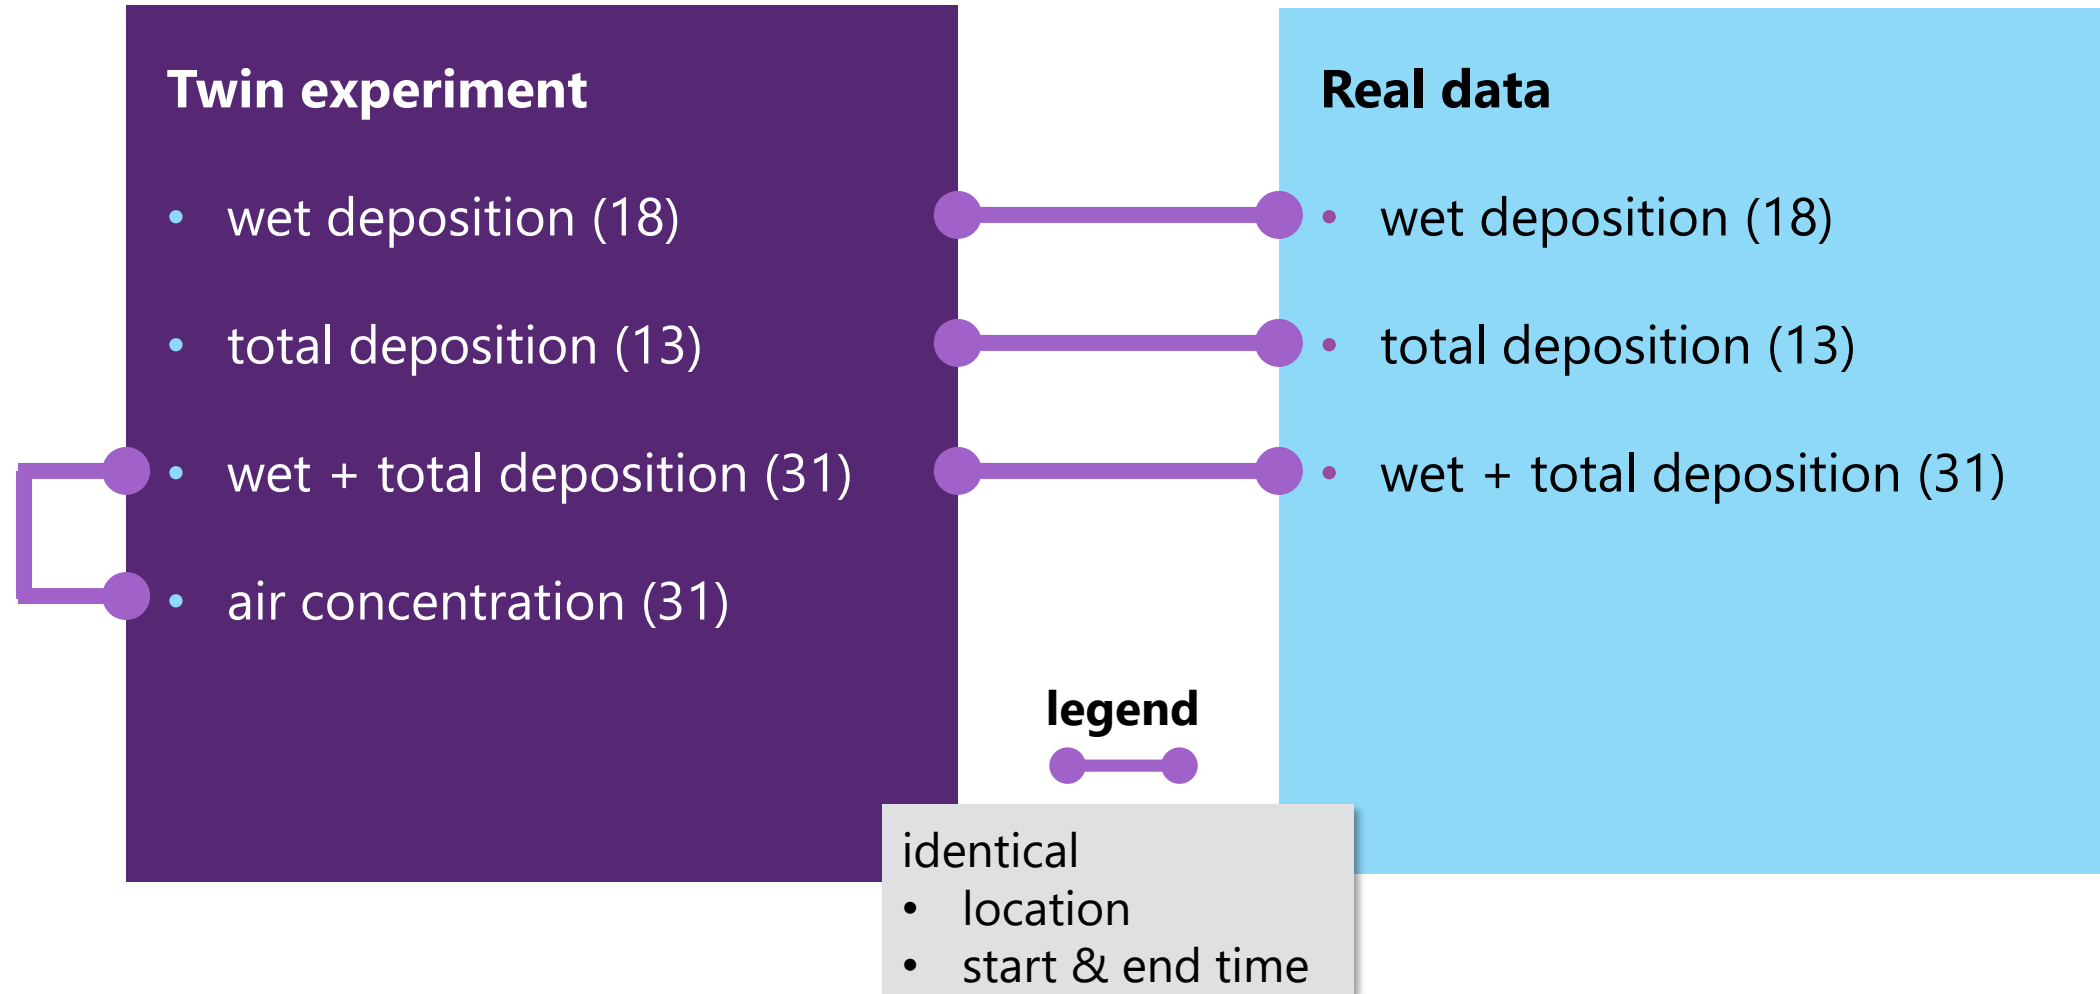 Twin experiment
• wet deposition (18)
• total deposition (13)
• wet + total deposition (31)
• air concentration (31)
Real data
• wet deposition (18)
• total deposition (13)
• wet + total deposition (31)
legend
identical
• location
• start & end time